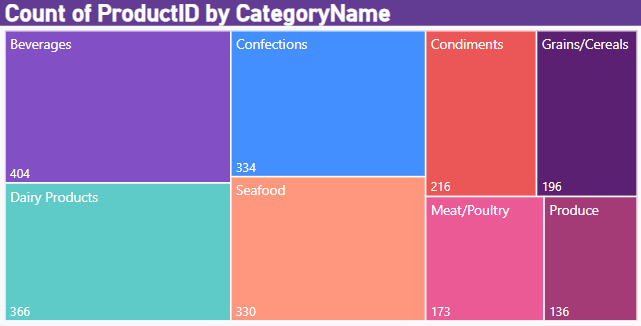 Count of ProductID by CategoryName
Beverages
404
Dairy Products
366
Confections
334
Seafood
330
Condiments
216
Grains/Cereals
196
Meat/Poultry
173
Produce
136